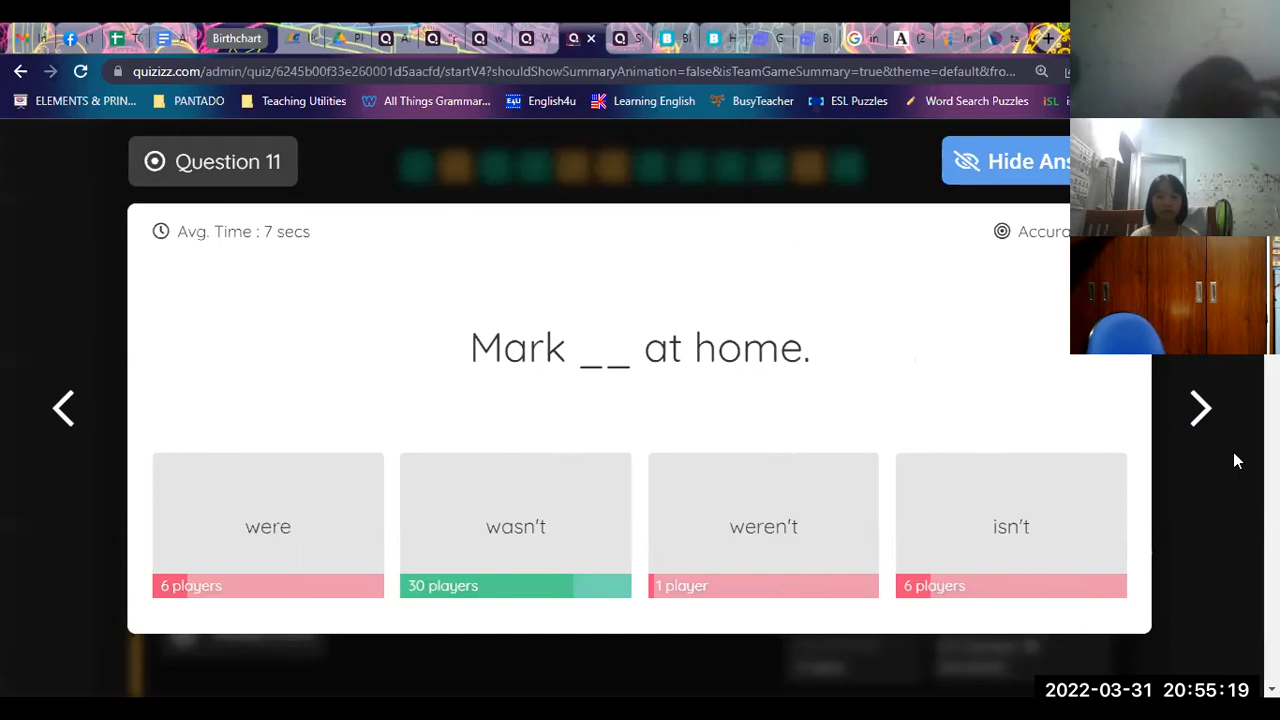 Birthchart
quizizz.com/admin/quiz/6245b00f33e260001d5aacfd/startV4?shouldShowSummaryAnimation=false&isTeamGameSummary=true&theme=default&fro...
ELEMENTS & PRIN... PANTADO Teaching Utilities All Things Grammar... English4u Learning English BusyTeacher ESL Puzzles Word Search Puzzles iSL
Question 11
Hide Ans
Avg. Time : 7 secs
Accura
Mark __ at home.
were
wasn't
weren't
isn't
6 players
30 players
1 player
6 players
2022-03-31 20:55:19